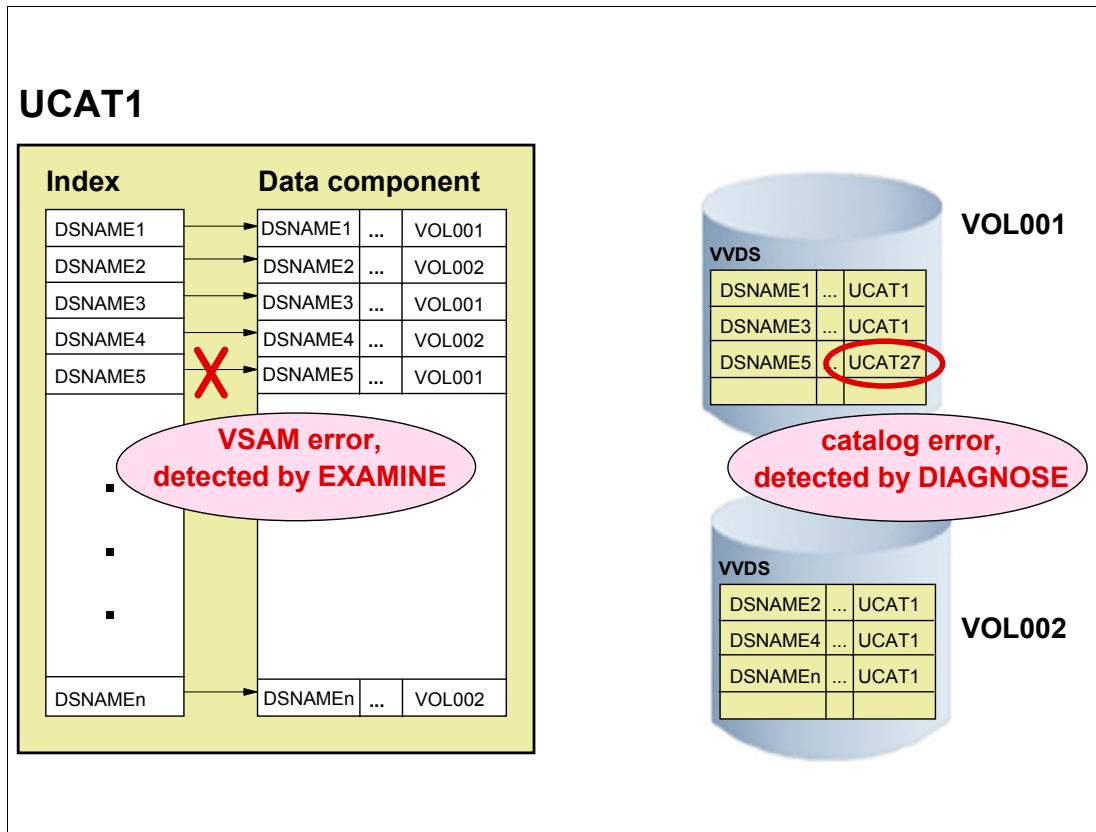 UCAT1
Index Data component
DSNAME1 DSNAME1 ... VOL001
DSNAME2 DSNAME2 ... VOL002
DSNAME3 DSNAME3 ... VOL001
DSNAME4 DSNAME4 ... VOL002
DSNAME5 DSNAME5 ... VOL001
X
VSAM error,
detected by EXAMINE
DSNAMEn DSNAMEn ... VOL002
VOL001
VVDS
DSNAME1 ... UCAT1
DSNAME3 ... UCAT1
DSNAME5 .. UCAT27
catalog error,
detected by DIAGNOSE
VVDS
DSNAME2 ... UCAT1
DSNAME4 ... UCAT1
DSNAMEn ... UCAT1
VOL002